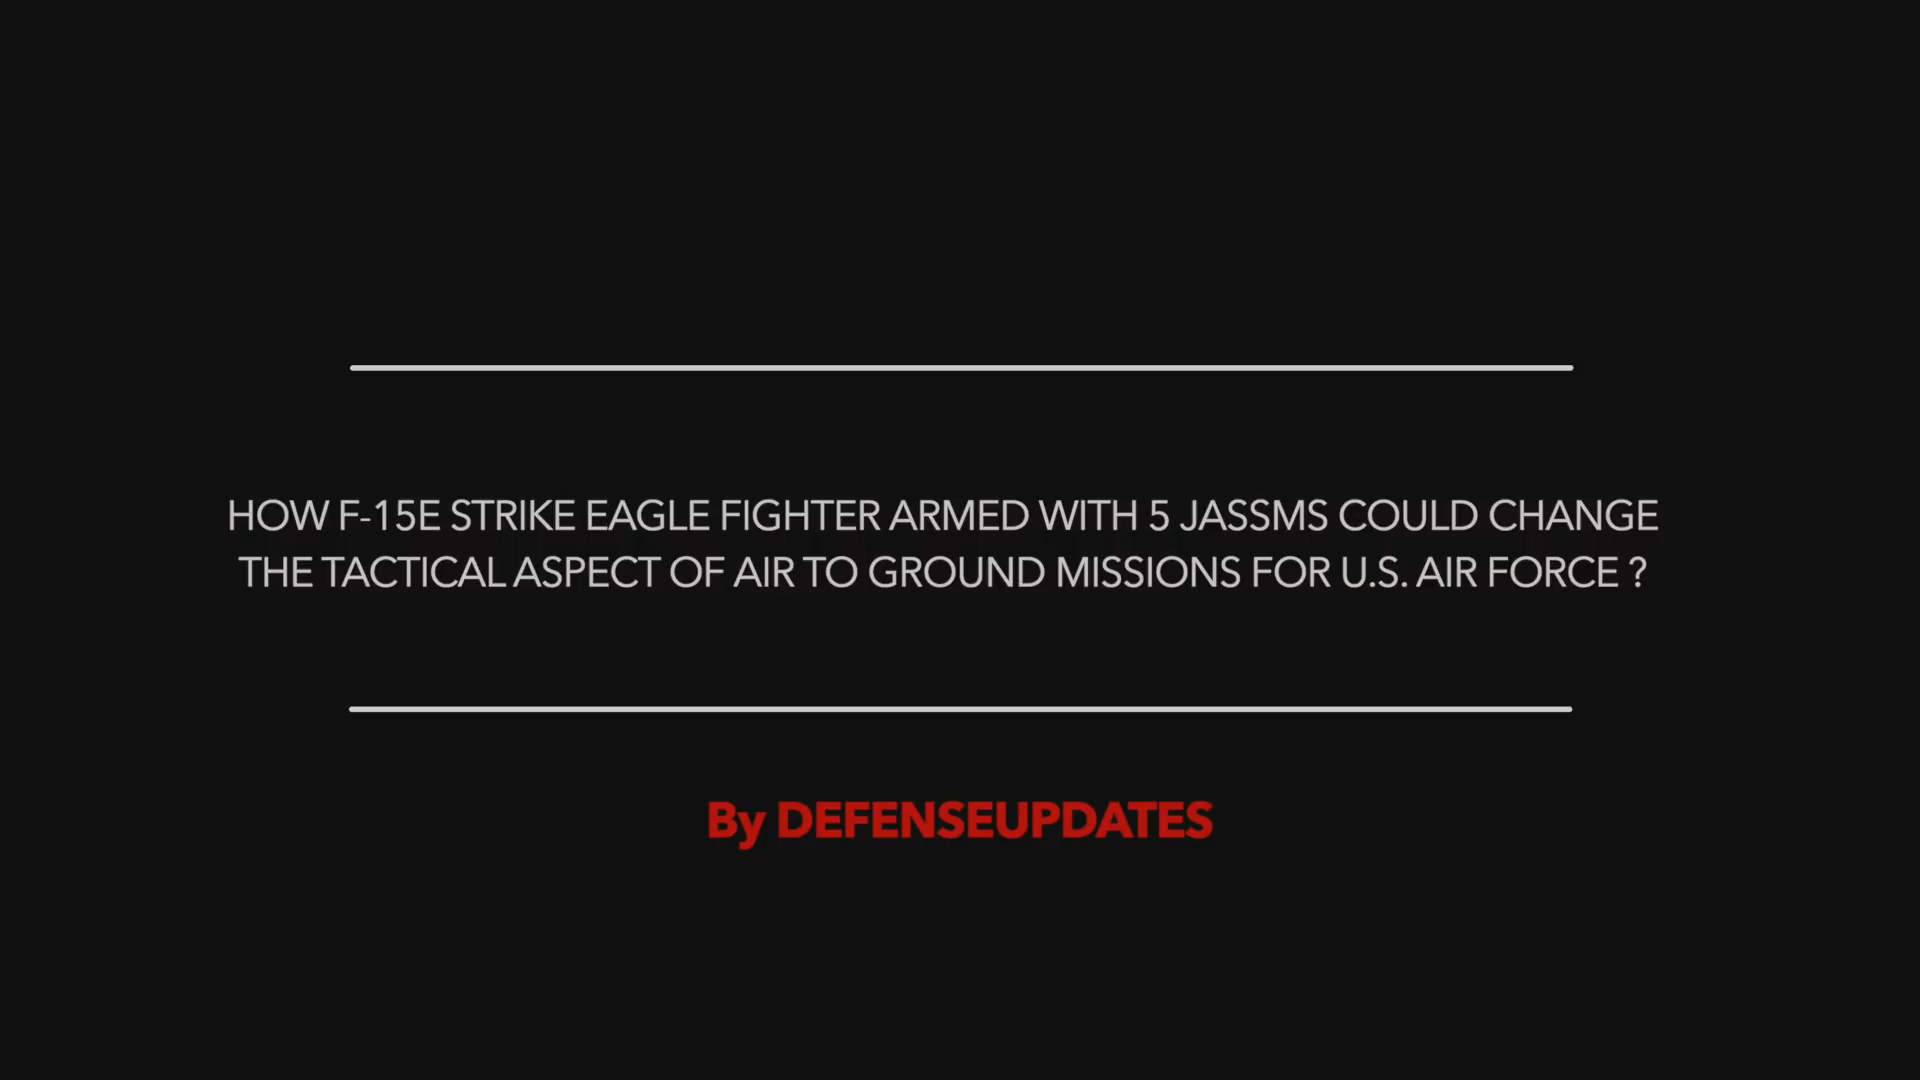 HOW F-15E STRIKE EAGLE FIGHTER ARMED WITH 5 JASSMS COULD CHANGE
THE TACTICAL ASPECT OF AIR TO GROUND MISSIONS FOR U.S. AIR FORCE ?
By DEFENSEUPDATES